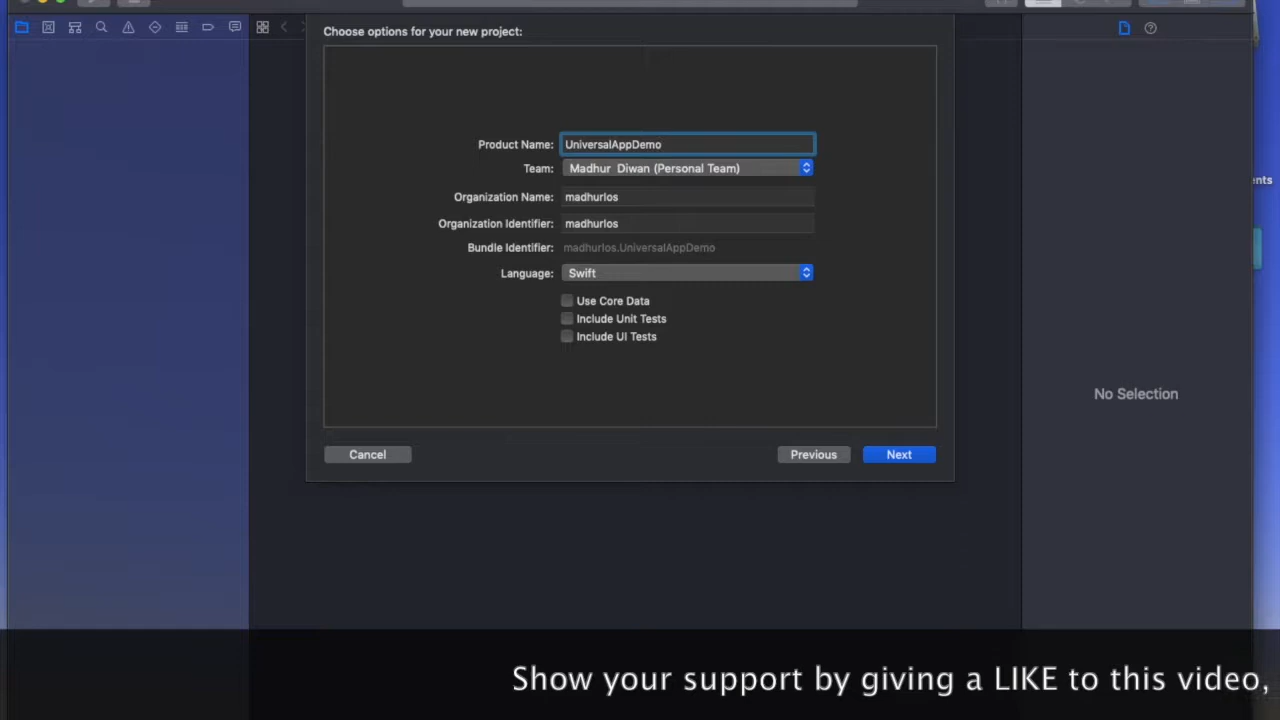 Choose options for your new project:
Product Name: UniversalAppDemo
Team: Madhur Diwan (Personal Team)
Organization Name: madhurIos
Organization Identifier: madhurIos
Bundle Identifier: madhurIos.UniversalAppDemo
Language: Swift
Use Core Data
Include Unit Tests
Include UI Tests
Cancel
Previous
Next
No Selection
nts
Show your support by giving a LIKE to this video,